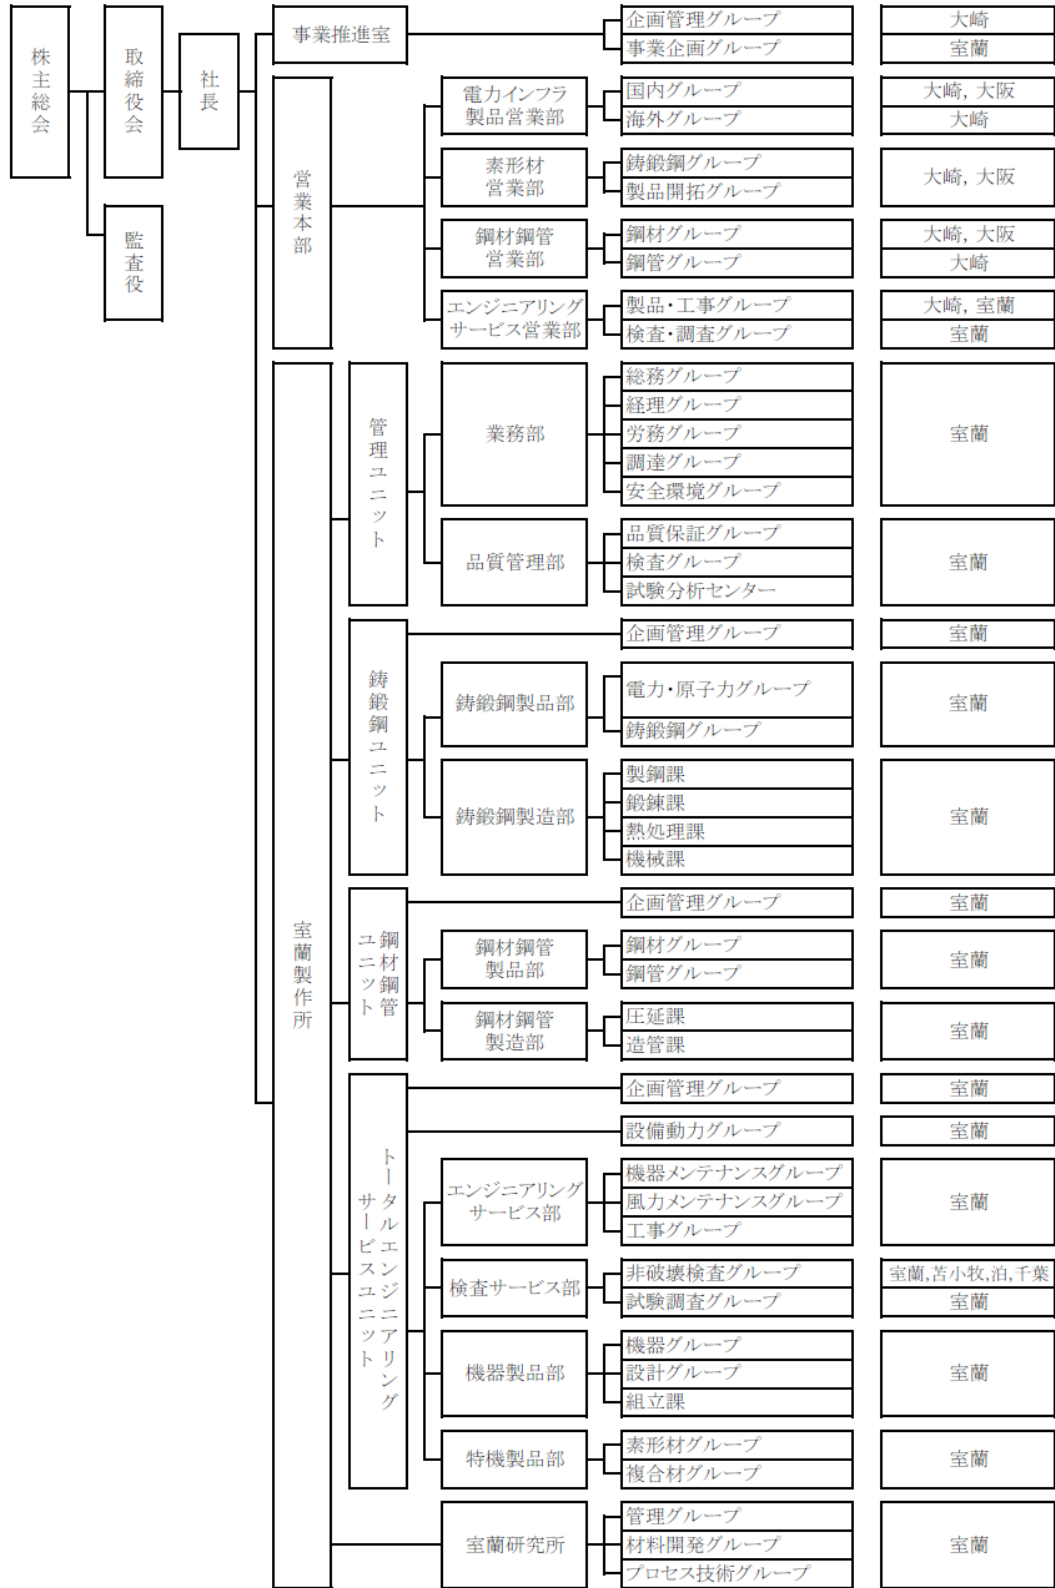 株主総会
取締役会
監査役
社長
事業推進室
企画管理グループ
大崎
事業企画グループ
室蘭
営業本部
電力インフラ
製品営業部
国内グループ
大崎, 大阪
海外グループ
大崎
素形材
営業部
鋳鍛鋼グループ
製品開拓グループ
大崎, 大阪
鋼材鋼管
営業部
鋼材グループ
大崎, 大阪
鋼管グループ
大崎
エンジニアリング
サービス営業部
製品・工事グループ
大崎, 室蘭
検査・調査グループ
室蘭
室蘭製作所
管理ユニット
業務部
総務グループ
経理グループ
労務グループ
調達グループ
安全環境グループ
室蘭
品質管理部
品質保証グループ
検査グループ
試験分析センター
室蘭
鋳鍛鋼ユニット
企画管理グループ
室蘭
鋳鍛鋼製品部
電力・原子力グループ
鋳鍛鋼グループ
室蘭
鋳鍛鋼製造部
製鋼課
鍛錬課
熱処理課
機械課
室蘭
鋼材鋼管
ユニット
企画管理グループ
室蘭
鋼材鋼管
製品部
鋼材グループ
鋼管グループ
室蘭
鋼材鋼管
製造部
圧延課
造管課
室蘭
トータルエンジニアリング
サービスユニット
企画管理グループ
室蘭
設備動力グループ
室蘭
エンジニアリング
サービス部
機器メンテナンスグループ
風力メンテナンスグループ
工事グループ
室蘭
検査サービス部
非破壊検査グループ
室蘭,苫小牧,泊,千葉
試験調査グループ
室蘭
機器製品部
機器グループ
設計グループ
組立課
室蘭
特機製品部
素形材グループ
複合材グループ
室蘭
室蘭研究所
管理グループ
材料開発グループ
プロセス技術グループ
室蘭